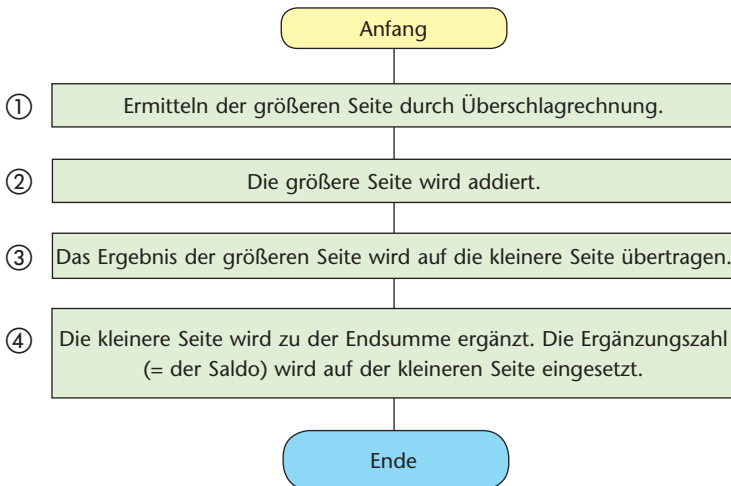 Anfang
① Ermitteln der größeren Seite durch Überschlagrechnung.
② Die größere Seite wird addiert.
③ Das Ergebnis der größeren Seite wird auf die kleinere Seite übertragen.
④ Die kleinere Seite wird zu der Endsumme ergänzt. Die Ergänzungszahl
(= der Saldo) wird auf der kleineren Seite eingesetzt.
Ende